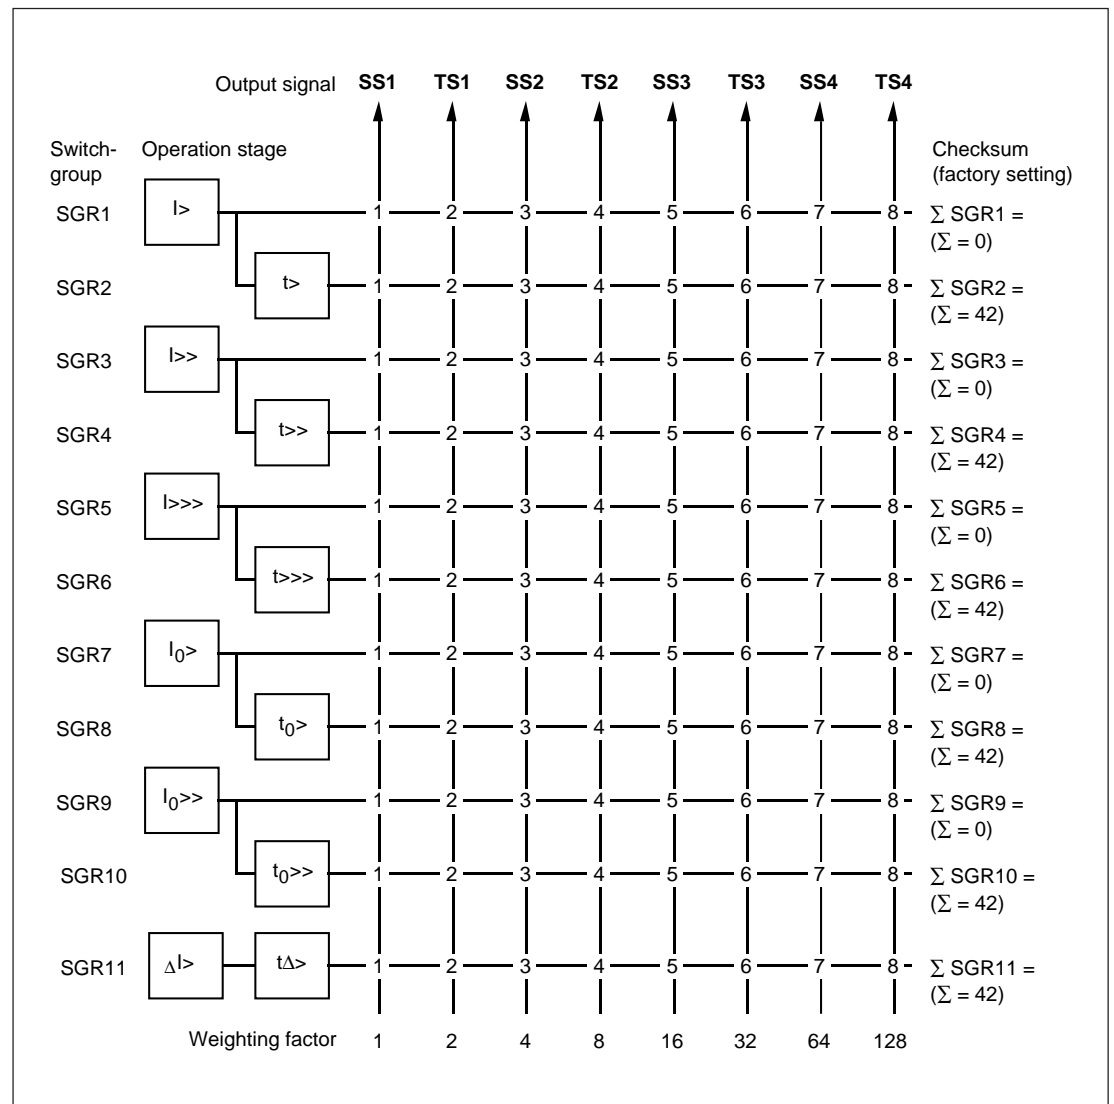 Output signal SS1 TS1 SS2 TS2 SS3 TS3 SS4 TS4
Switch-
group
Operation stage
Checksum
(factory setting)
SGR1 I> 1 2 3 4 5 6 7 8 ∑ SGR1 =
(∑ = 0)
SGR2 t> 1 2 3 4 5 6 7 8 ∑ SGR2 =
(∑ = 42)
SGR3 I>> 1 2 3 4 5 6 7 8 ∑ SGR3 =
(∑ = 0)
SGR4 t>> 1 2 3 4 5 6 7 8 ∑ SGR4 =
(∑ = 42)
SGR5 I>>> 1 2 3 4 5 6 7 8 ∑ SGR5 =
(∑ = 0)
SGR6 t>>> 1 2 3 4 5 6 7 8 ∑ SGR6 =
(∑ = 42)
SGR7 I0> 1 2 3 4 5 6 7 8 ∑ SGR7 =
(∑ = 0)
SGR8 t0> 1 2 3 4 5 6 7 8 ∑ SGR8 =
(∑ = 42)
SGR9 I0>> 1 2 3 4 5 6 7 8 ∑ SGR9 =
(∑ = 0)
SGR10 t0>> 1 2 3 4 5 6 7 8 ∑ SGR10 =
(∑ = 42)
SGR11 ΔI> tΔ> 1 2 3 4 5 6 7 8 ∑ SGR11 =
(∑ = 42)
Weighting factor 1 2 4 8 16 32 64 128